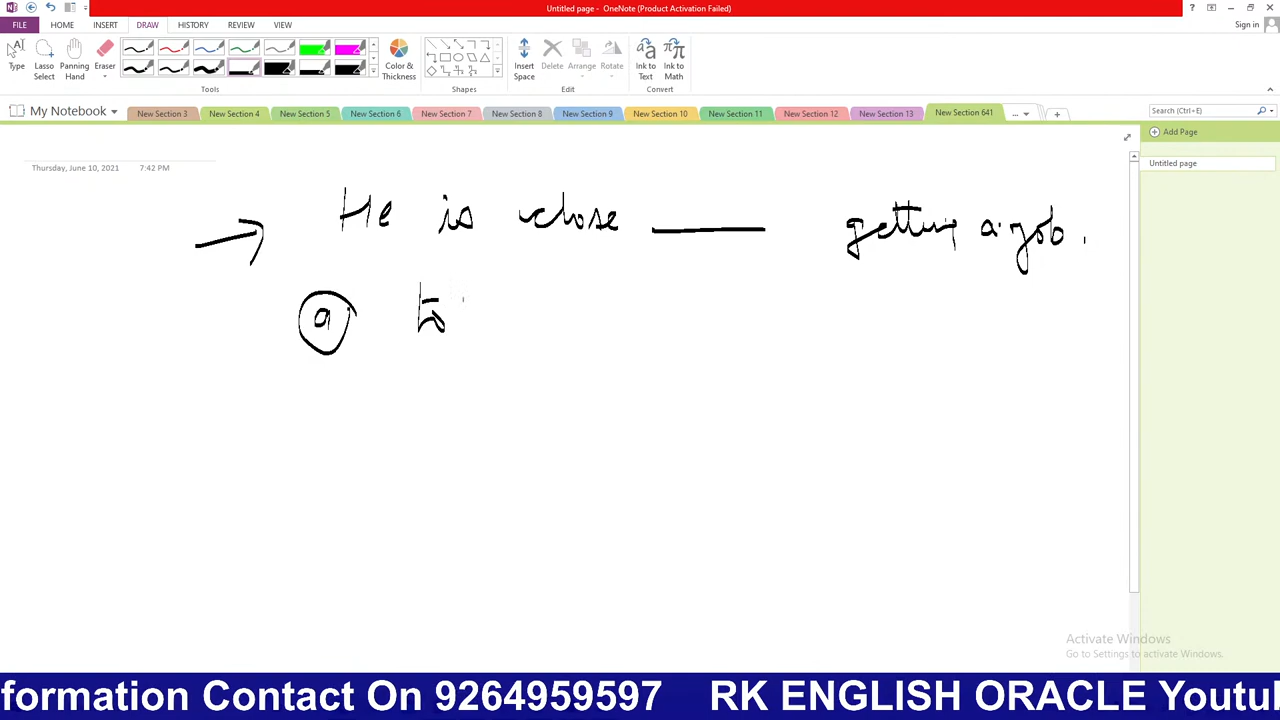 Untitled page - OneNote (Product Activation Failed)
FILE HOME INSERT DRAW HISTORY REVIEW VIEW
Sign in
Type
Lasso Select
Panning Hand
Eraser
Color & Thickness
Insert Space
Delete
Arrange
Rotate
Ink to Text
Ink to Math
Tools
Shapes
Edit
Convert
My Notebook
New Section 3 New Section 4 New Section 5 New Section 6 New Section 7 New Section 8 New Section 9 New Section 10 New Section 11 New Section 12 New Section 13 New Section 641 ...
Search (Ctrl+E)
Add Page
Untitled page
Thursday, June 10, 2021 7:42 PM
→ He is close ____ getting a job.
(a) to
Activate Windows
Go to Settings to activate Windows.
formation Contact On 9264959597 RK ENGLISH ORACLE Youtu